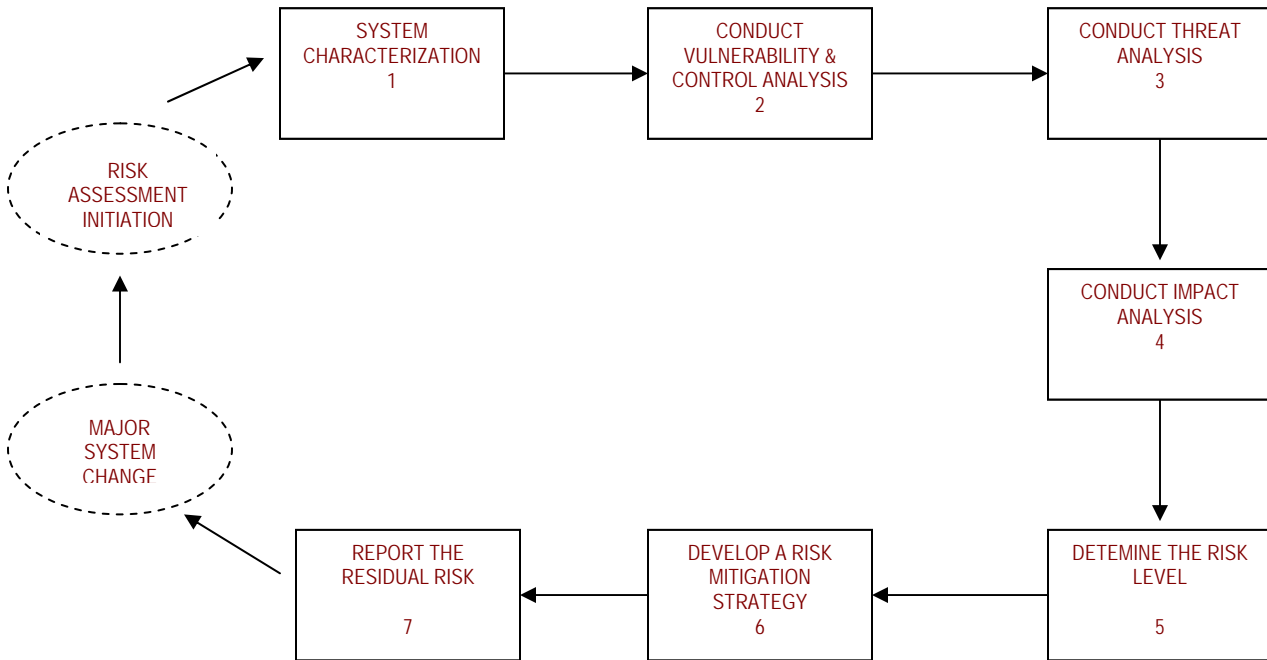 SYSTEM
CHARACTERIZATION
1
CONDUCT
VULNERABILITY &
CONTROL ANALYSIS
2
CONDUCT THREAT
ANALYSIS
3
RISK
ASSESSMENT
INITIATION
CONDUCT IMPACT
ANALYSIS
4
MAJOR
SYSTEM
CHANGE
REPORT THE
RESIDUAL RISK
7
DEVELOP A RISK
MITIGATION
STRATEGY
6
DETEMINE THE RISK
LEVEL
5